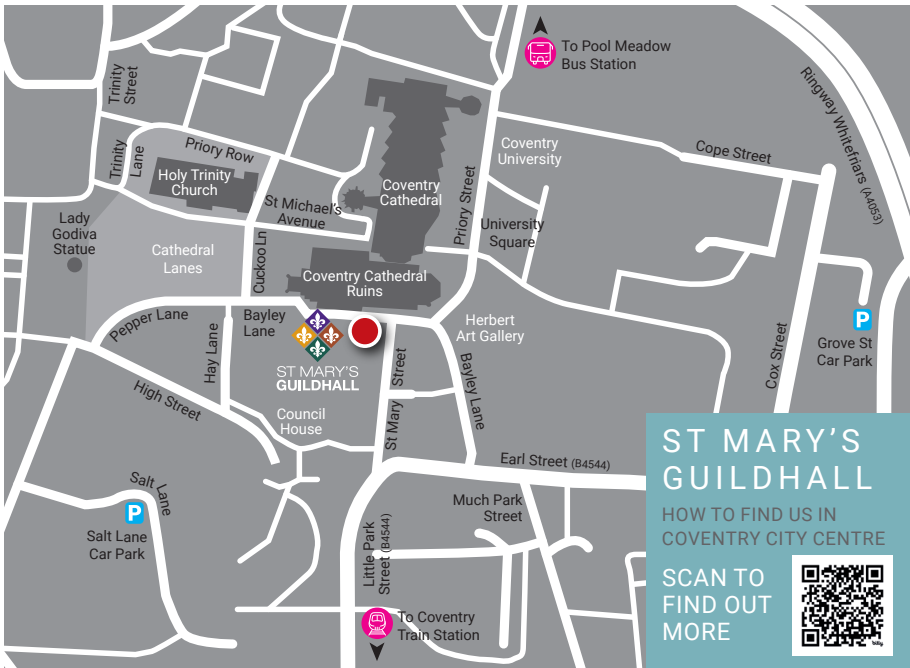 To Pool Meadow
Bus Station
Trinity
Street
Ringway Whitefriars (A4053)
Trinity
Lane
Priory Row
Holy Trinity
Church
Coventry
University
Cope Street
St Michael's
Avenue
Coventry
Cathedral
Priory Street
University
Square
Lady
Godiva
Statue
Cathedral
Lanes
Cuckoo Ln
Coventry Cathedral
Ruins
Pepper Lane
Bayley
Lane
Hay Lane
ST MARY'S
GUILDHALL
St Mary Street
Herbert
Art Gallery
Bayley Lane
Cox Street
P
Grove St
Car Park
High Street
Council
House
Earl Street (B4544)
Salt Lane
P
Salt Lane
Car Park
Much Park
Street
Little Park
Street (B4544)
To Coventry
Train Station
ST MARY'S
GUILDHALL
HOW TO FIND US IN
COVENTRY CITY CENTRE
SCAN TO
FIND OUT
MORE
bitly